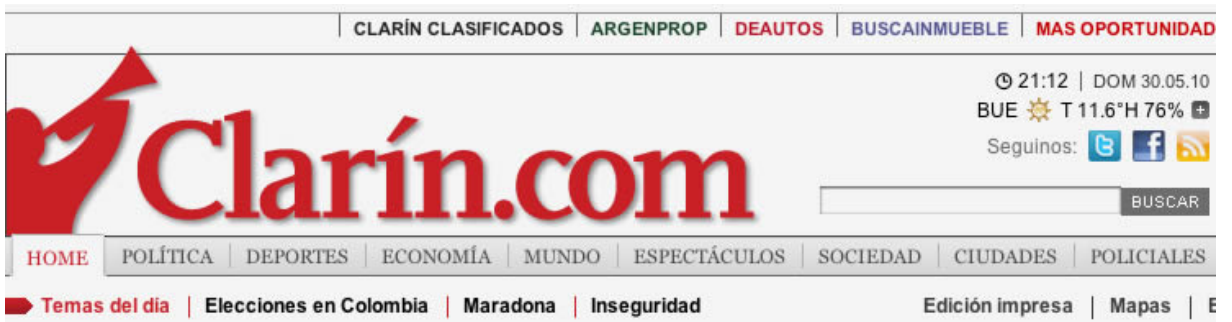 CLARÍN CLASIFICADOS | ARGENPROP | DEAUTOS | BUSCAINMUEBLE | MAS OPORTUNIDAD
21:12 | DOM 30.05.10
BUE T 11.6°H 76%
Seguinos:
Clarín.com
BUSCAR
HOME POLÍTICA | DEPORTES | ECONOMÍA | MUNDO | ESPECTÁCULOS | SOCIEDAD | CIUDADES | POLICIALES
Temas del día | Elecciones en Colombia | Maradona | Inseguridad Edición impresa | Mapas |